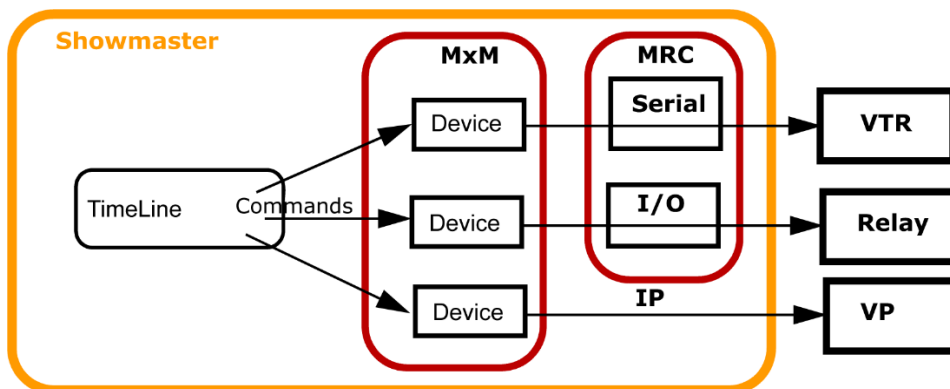 Showmaster
MxM
MRC
Device
Serial
VTR
TimeLine
Commands
Device
I/O
Relay
Device
IP
VP